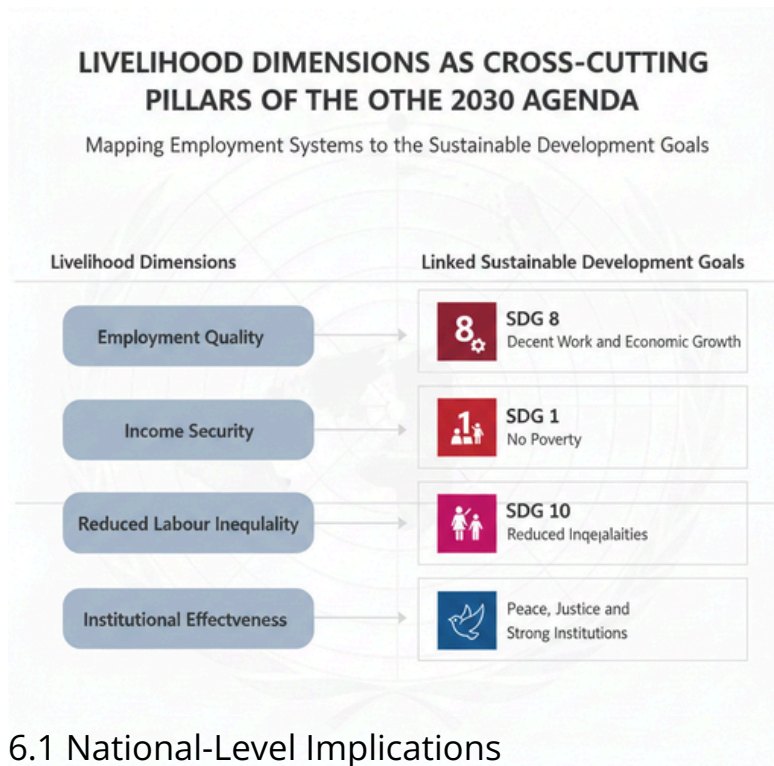 LIVELIHOOD DIMENSIONS AS CROSS-CUTTING
PILLARS OF THE OTHE 2030 AGENDA
Mapping Employment Systems to the Sustainable Development Goals
Livelihood Dimensions
Linked Sustainable Development Goals
Employment Quality
8
SDG 8
Decent Work and Economic Growth
Income Security
1
SDG 1
No Poverty
Reduced Labour Inequlality
SDG 10
Reduced Inqejalaities
Institutional Effectveness
Peace, Justice and
Strong Institutions
6.1 National-Level Implications